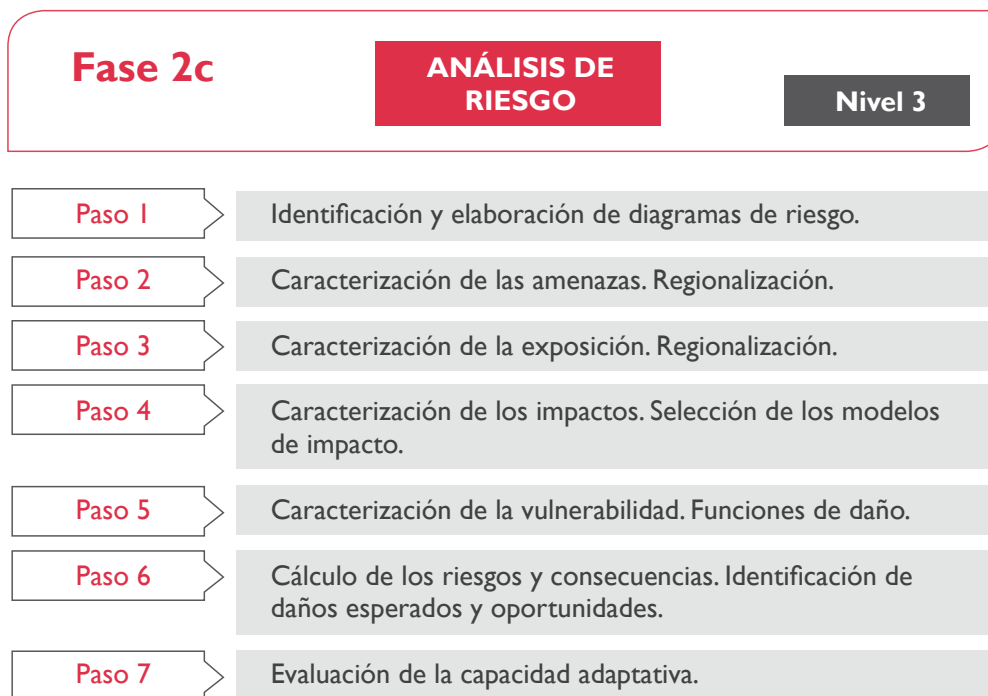 Fase 2c
ANÁLISIS DE
RIESGO
Nivel 3
Paso 1
Identificación y elaboración de diagramas de riesgo.
Paso 2
Caracterización de las amenazas. Regionalización.
Paso 3
Caracterización de la exposición. Regionalización.
Paso 4
Caracterización de los impactos. Selección de los modelos
de impacto.
Paso 5
Caracterización de la vulnerabilidad. Funciones de daño.
Paso 6
Cálculo de los riesgos y consecuencias. Identificación de
daños esperados y oportunidades.
Paso 7
Evaluación de la capacidad adaptativa.